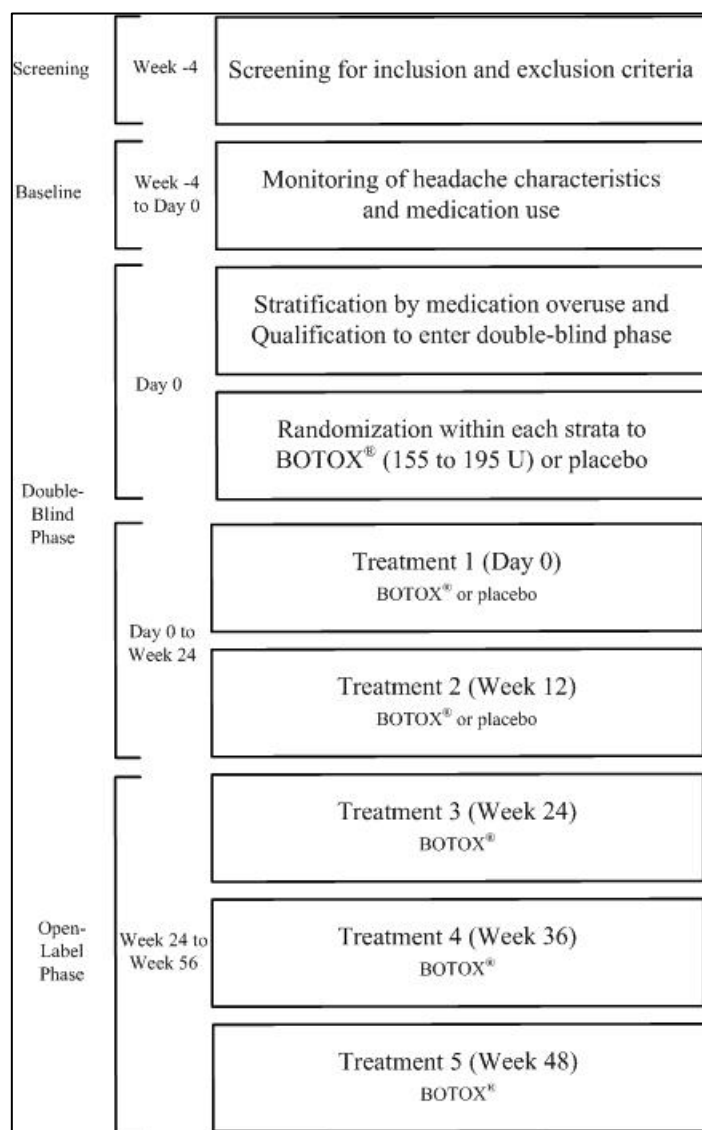 Screening
Week -4
Screening for inclusion and exclusion criteria
Baseline
Week -4
to Day 0
Monitoring of headache characteristics
and medication use
Double-
Blind
Phase
Day 0
Stratification by medication overuse and
Qualification to enter double-blind phase
Randomization within each strata to
BOTOX® (155 to 195 U) or placebo
Day 0 to
Week 24
Treatment 1 (Day 0)
BOTOX® or placebo
Treatment 2 (Week 12)
BOTOX® or placebo
Open-
Label
Phase
Week 24 to
Week 56
Treatment 3 (Week 24)
BOTOX®
Treatment 4 (Week 36)
BOTOX®
Treatment 5 (Week 48)
BOTOX®